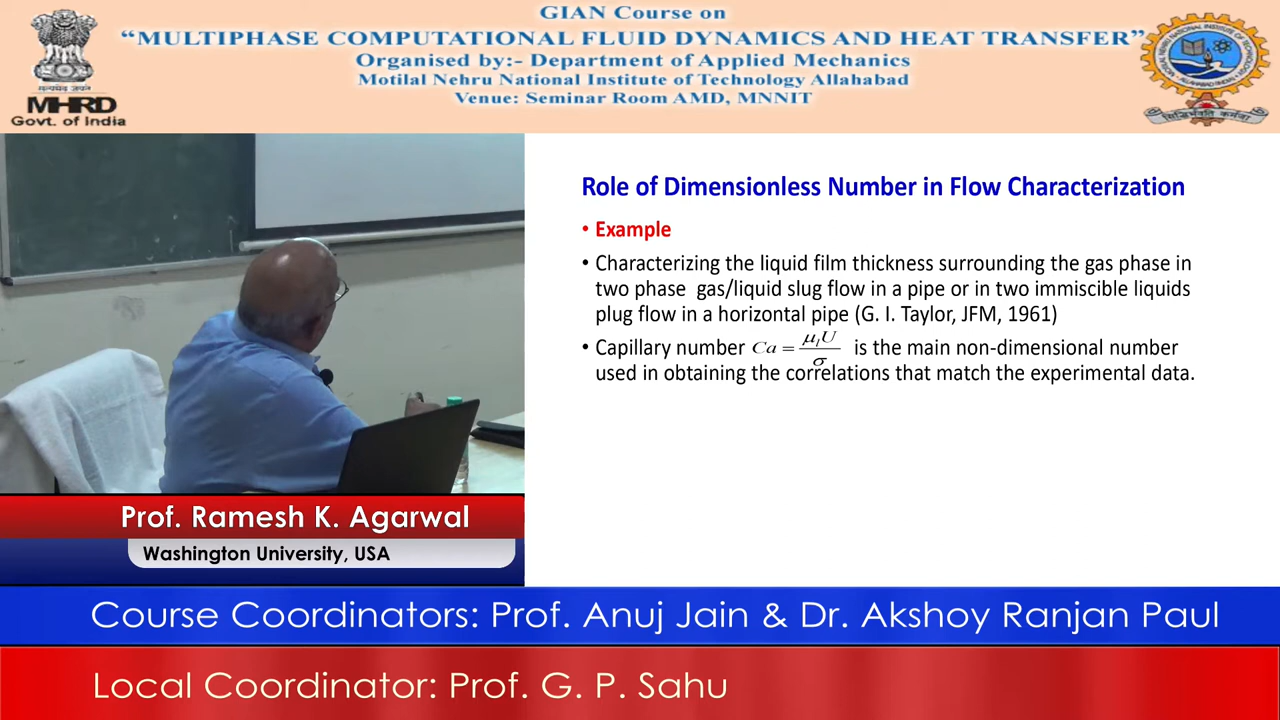 GIAN Course on
“MULTIPHASE COMPUTATIONAL FLUID DYNAMICS AND HEAT TRANSFER”
Organised by:- Department of Applied Mechanics
Motilal Nehru National Institute of Technology Allahabad
Venue: Seminar Room AMD, MNNIT
सत्यमेव जयते
MHRD
Govt. of India
Role of Dimensionless Number in Flow Characterization
• Example
• Characterizing the liquid film thickness surrounding the gas phase in
two phase gas/liquid slug flow in a pipe or in two immiscible liquids
plug flow in a horizontal pipe (G. I. Taylor, JFM, 1961)
• Capillary number Ca = μ_l U / σ is the main non-dimensional number
used in obtaining the correlations that match the experimental data.
Prof. Ramesh K. Agarwal
Washington University, USA
Course Coordinators: Prof. Anuj Jain & Dr. Akshoy Ranjan Paul
Local Coordinator: Prof. G. P. Sahu